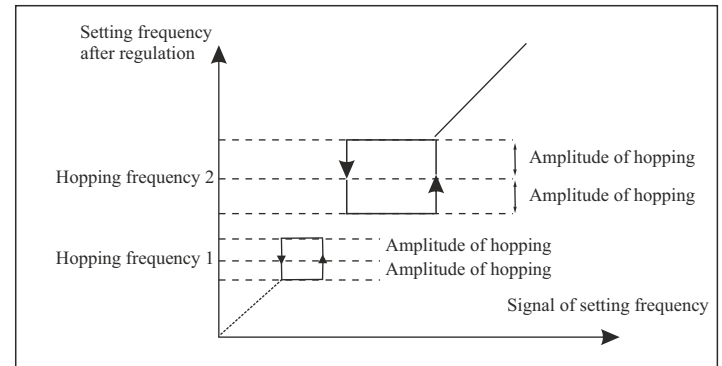 Setting frequency
after regulation
Amplitude of hopping
Hopping frequency 2
Amplitude of hopping
Amplitude of hopping
Hopping frequency 1
Amplitude of hopping
Signal of setting frequency